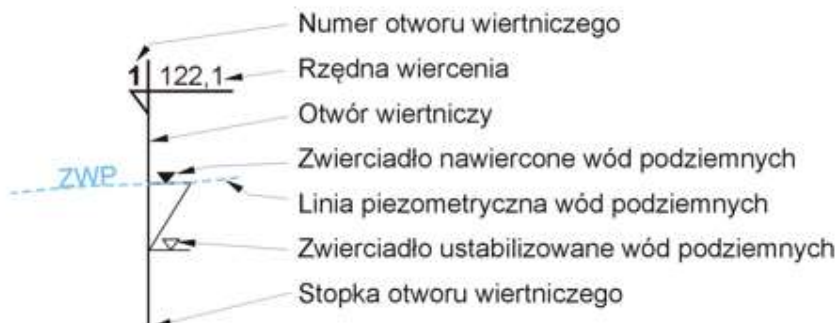 Numer otworu wiertniczego
1 122,1
Rzędna wiercenia
Otwór wiertniczy
Zwierciadło nawiercone wód podziemnych
ZWP
Linia piezometryczna wód podziemnych
Zwierciadło ustabilizowane wód podziemnych
Stopka otworu wiertniczego